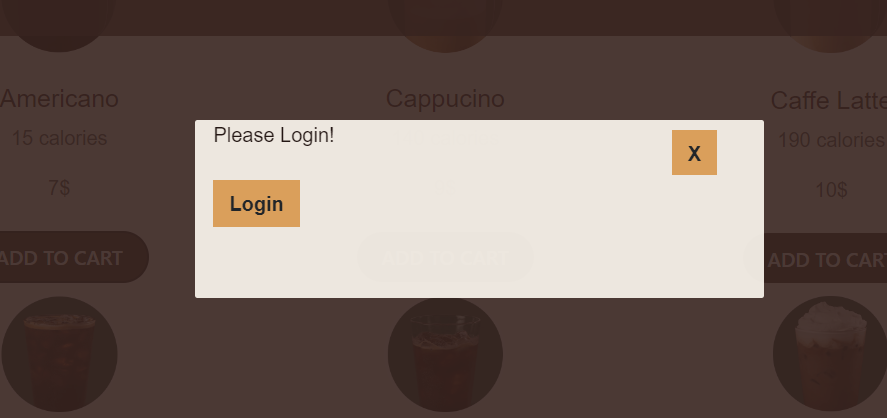 Americano
Cappucino
Caffe Latte
15 calories
190 calories
7$
10$
ADD TO CART
ADD TO CART
ADD TO CART
Please Login!
X
Login